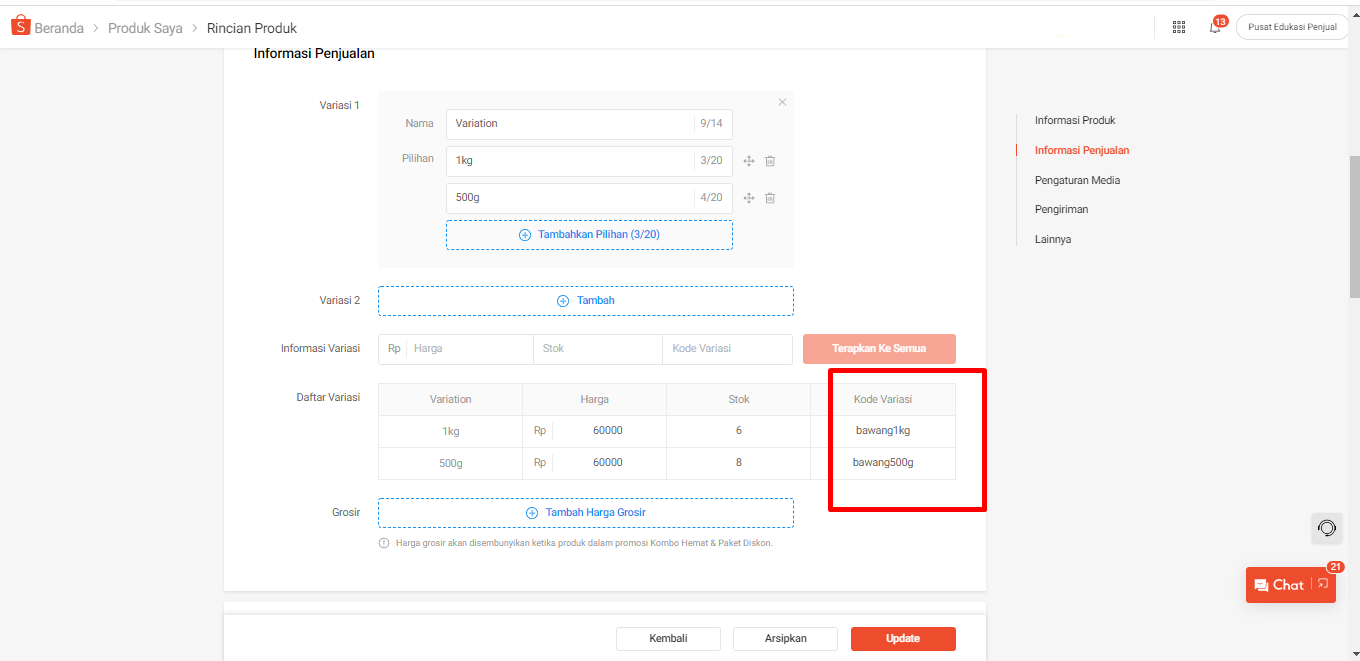 Beranda > Produk Saya > Rincian Produk
13
Pusat Edukasi Penjual
Informasi Penjualan
Variasi 1
Nama Variation 9/14
Pilihan 1kg 3/20
500g 4/20
Tambahkan Pilihan (3/20)
Variasi 2 Tambah
Informasi Variasi Rp Harga Stok Kode Variasi Terapkan Ke Semua
Daftar Variasi Variation Harga Stok Kode Variasi
1kg Rp 60000 6 bawang1kg
500g Rp 60000 8 bawang500g
Grosir Tambah Harga Grosir
Harga grosir akan disembunyikan ketika produk dalam promosi Kombo Hemat & Paket Diskon.
Kembali Arsipkan Update
Informasi Produk
Informasi Penjualan
Pengaturan Media
Pengiriman
Lainnya
21
Chat